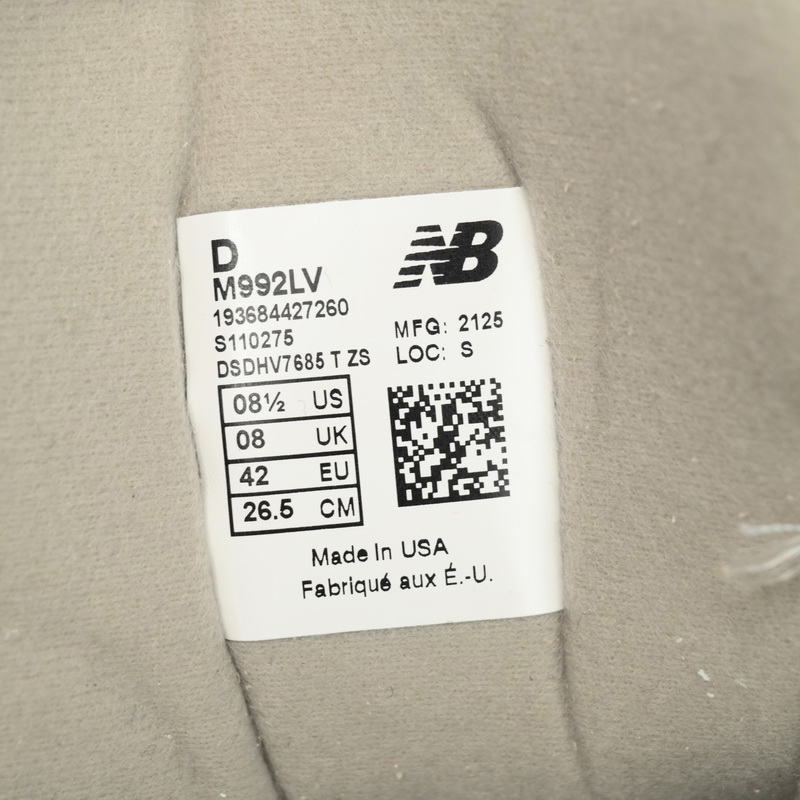 D
NB
M992LV
193684427260
S110275
MFG: 2125
DSDHV7685 T ZS
LOC: S
08½ US
08 UK
42 EU
26.5 CM
Made In USA
Fabriqué aux É.-U.